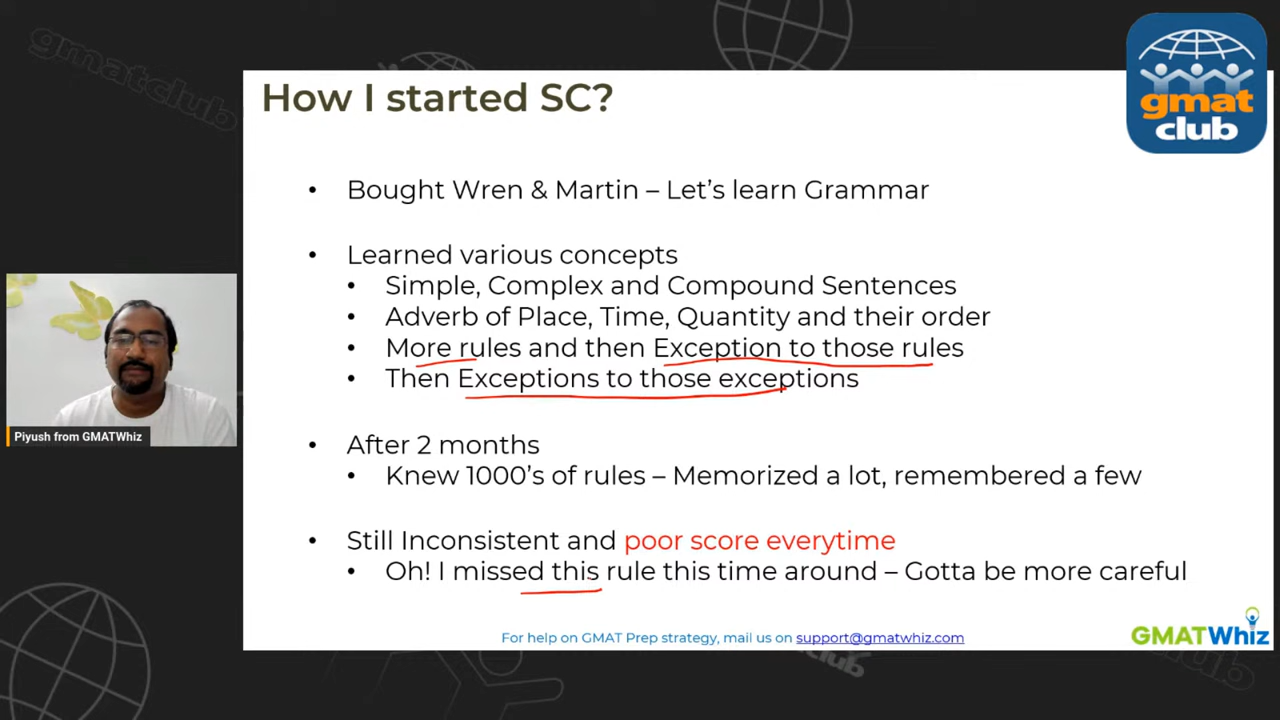 How I started SC?
• Bought Wren & Martin – Let's learn Grammar
• Learned various concepts
• Simple, Complex and Compound Sentences
• Adverb of Place, Time, Quantity and their order
• More rules and then Exception to those rules
• Then Exceptions to those exceptions
• After 2 months
• Knew 1000's of rules – Memorized a lot, remembered a few
• Still Inconsistent and poor score everytime
• Oh! I missed this rule this time around – Gotta be more careful
For help on GMAT Prep strategy, mail us on support@gmatwhiz.com
GMATWhiz
gmat
club
Piyush from GMATWhiz
gmatclub
gmatclub
club
club